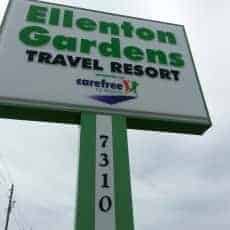 Ellenton
Gardens
TRAVEL RESORT
carefree
7310